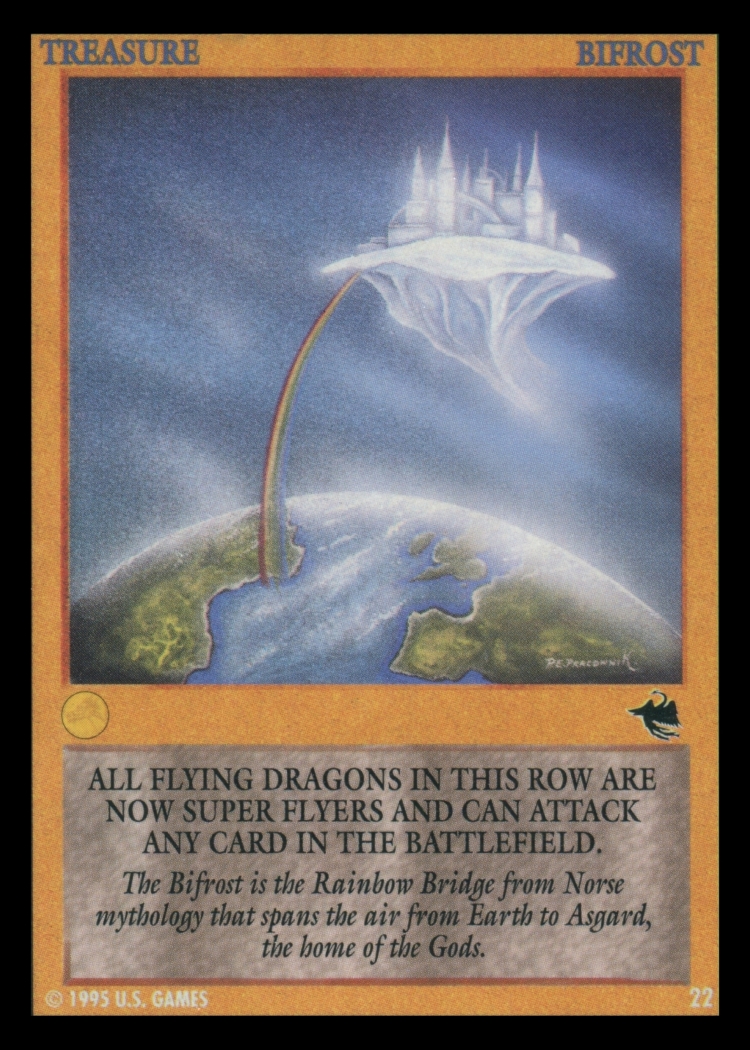 TREASURE
BIFROST
P.E. PRACOWNIK
ALL FLYING DRAGONS IN THIS ROW ARE
NOW SUPER FLYERS AND CAN ATTACK
ANY CARD IN THE BATTLEFIELD.
The Bifrost is the Rainbow Bridge from Norse
mythology that spans the air from Earth to Asgard,
the home of the Gods.
© 1995 U.S. GAMES
22